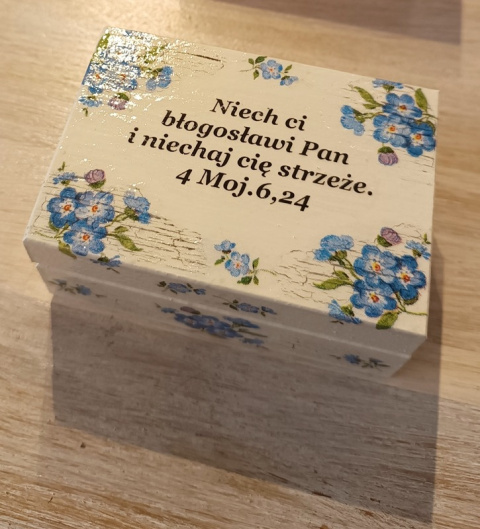 Niech ci
błogosławi Pan
i niechaj cię strzeże.
4 Moj.6,24